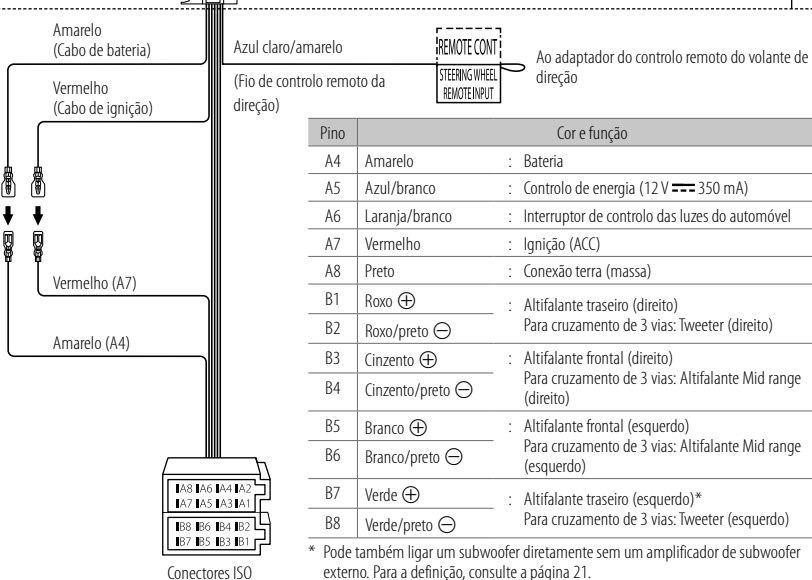 Amarelo
(Cabo de bateria)
Vermelho
(Cabo de ignição)
Azul claro/amarelo
(Fio de controlo remoto da
direção)
REMOTE CONT
STEERING WHEEL
REMOTE INPUT
Ao adaptador do controlo remoto do volante de
direção
Vermelho (A7)
Amarelo (A4)
Pino Cor e função
A4 Amarelo : Bateria
A5 Azul/branco : Controlo de energia (12 V ⎓ 350 mA)
A6 Laranja/branco : Interruptor de controlo das luzes do automóvel
A7 Vermelho : Ignição (ACC)
A8 Preto : Conexão terra (massa)
B1 Roxo ⊕ : Altifalante traseiro (direito)
B2 Roxo/preto ⊖ Para cruzamento de 3 vias: Tweeter (direito)
B3 Cinzento ⊕ : Altifalante frontal (direito)
B4 Cinzento/preto ⊖ Para cruzamento de 3 vias: Altifalante Mid range
(direito)
B5 Branco ⊕ : Altifalante frontal (esquerdo)
B6 Branco/preto ⊖ Para cruzamento de 3 vias: Altifalante Mid range
(esquerdo)
B7 Verde ⊕ : Altifalante traseiro (esquerdo)*
B8 Verde/preto ⊖ Para cruzamento de 3 vias: Tweeter (esquerdo)
* Pode também ligar um subwoofer diretamente sem um amplificador de subwoofer
externo. Para a definição, consulte a página 21.
A8 A6 A4 A2
A7 A5 A3 A1
B8 B6 B4 B2
B7 B5 B3 B1
Conectores ISO